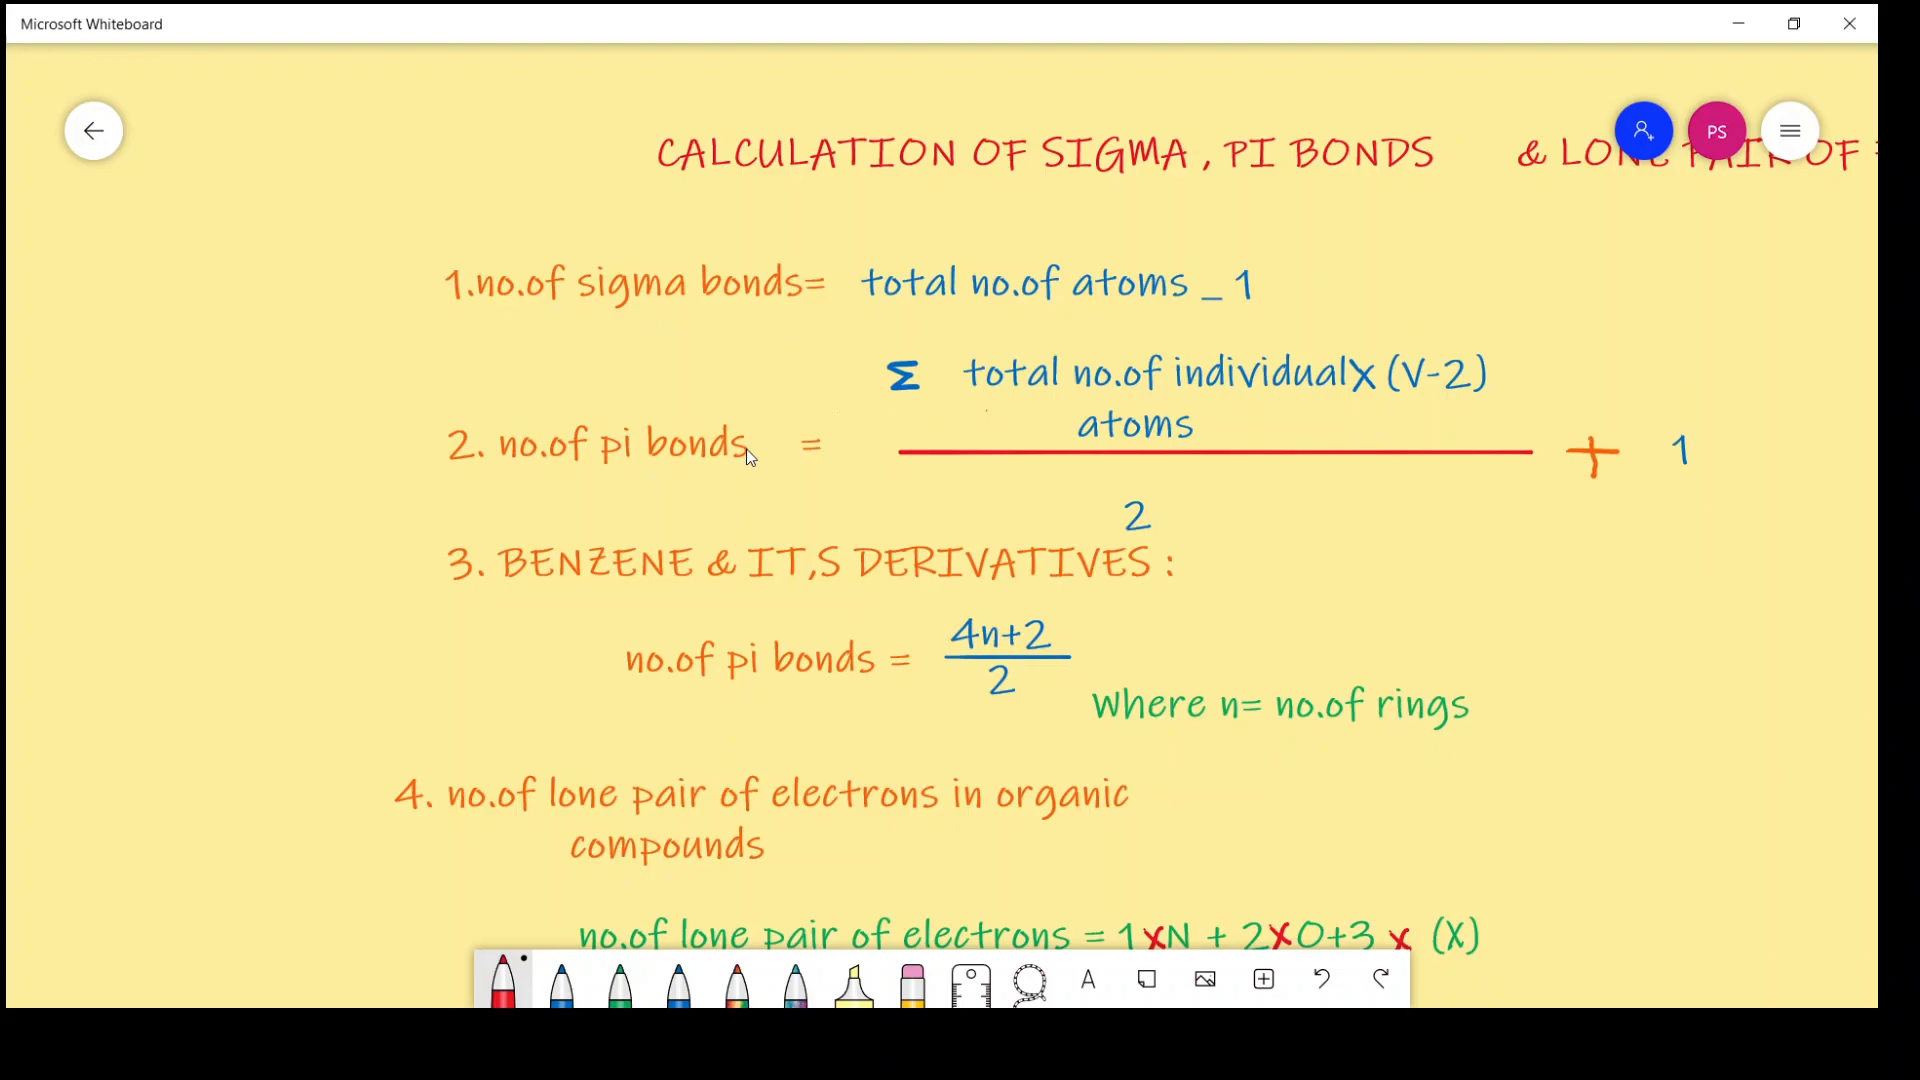 Microsoft Whiteboard
PS
CALCULATION OF SIGMA , PI BONDS & LONE PAIR OF
1.no.of sigma bonds= total no.of atoms _ 1
Σ total no.of individualX (V-2)
atoms
2. no.of pi bonds = + 1
2
3. BENZENE & IT,S DERIVATIVES :
no.of pi bonds = 4n+2
2
Where n= no.of rings
4. no.of lone pair of electrons in organic
compounds
no.of lone pair of electrons = 1xN + 2xO+3 x (X)
A